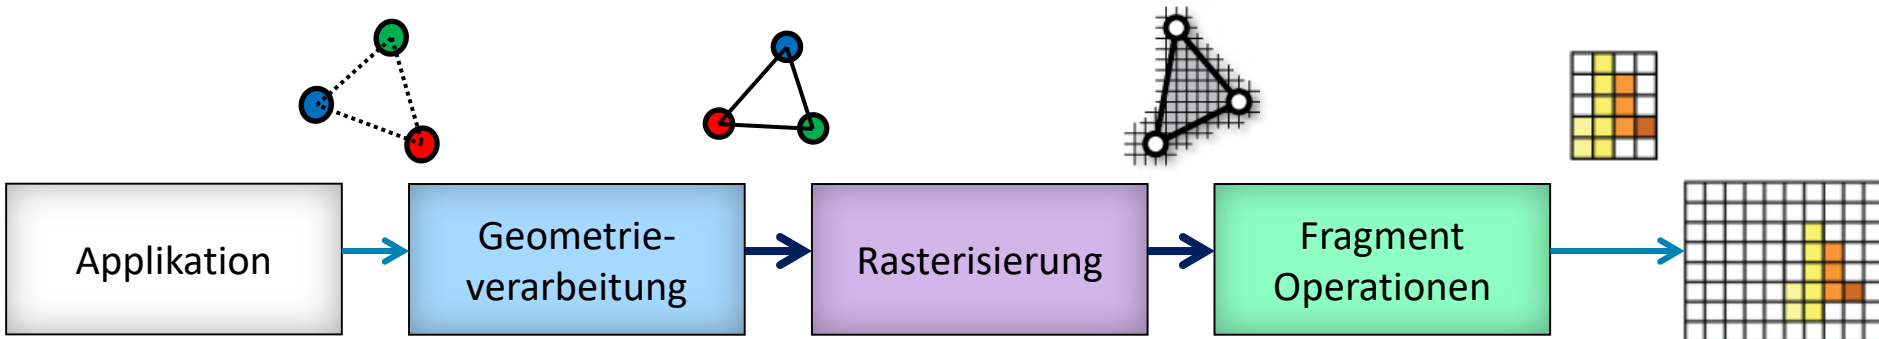 Applikation
Geometrie-
verarbeitung
Rasterisierung
Fragment
Operationen